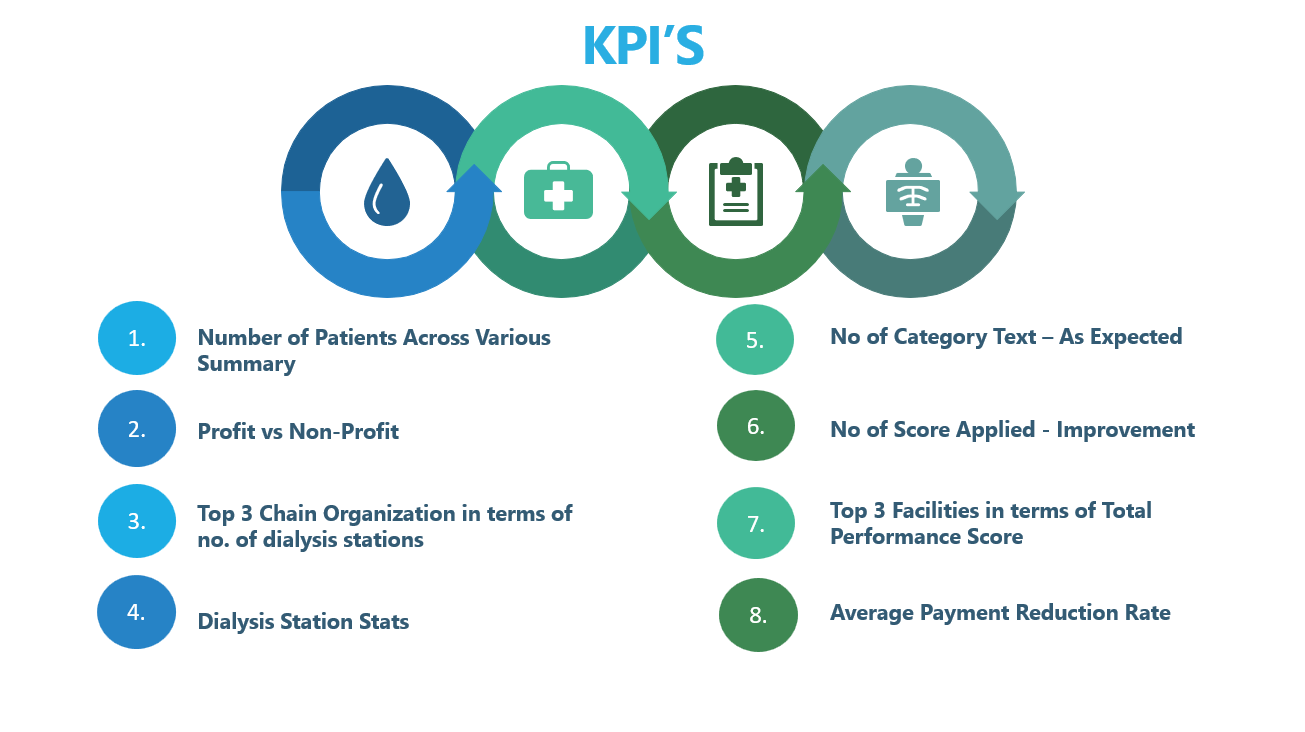 KPI’S
1.
Number of Patients Across Various
Summary
2.
Profit vs Non-Profit
3.
Top 3 Chain Organization in terms of
no. of dialysis stations
4.
Dialysis Station Stats
5.
No of Category Text – As Expected
6.
No of Score Applied - Improvement
7.
Top 3 Facilities in terms of Total
Performance Score
8.
Average Payment Reduction Rate